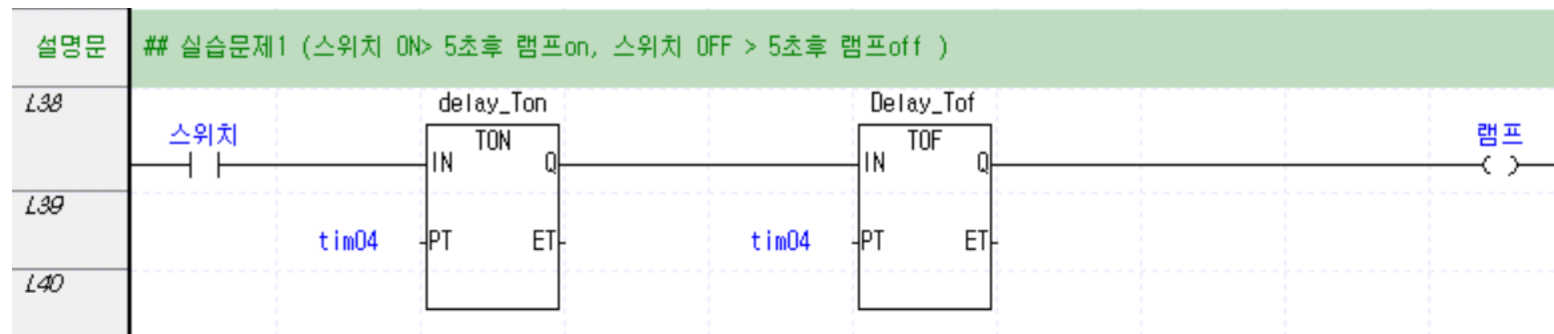 설명문 ## 실습문제1 (스위치 ON> 5초후 램프on, 스위치 OFF > 5초후 램프off )
L38 delay_Ton Delay_Tof
스위치 TON TOF 램프
IN Q IN Q
L39
tim04 PT ET tim04 PT ET
L40